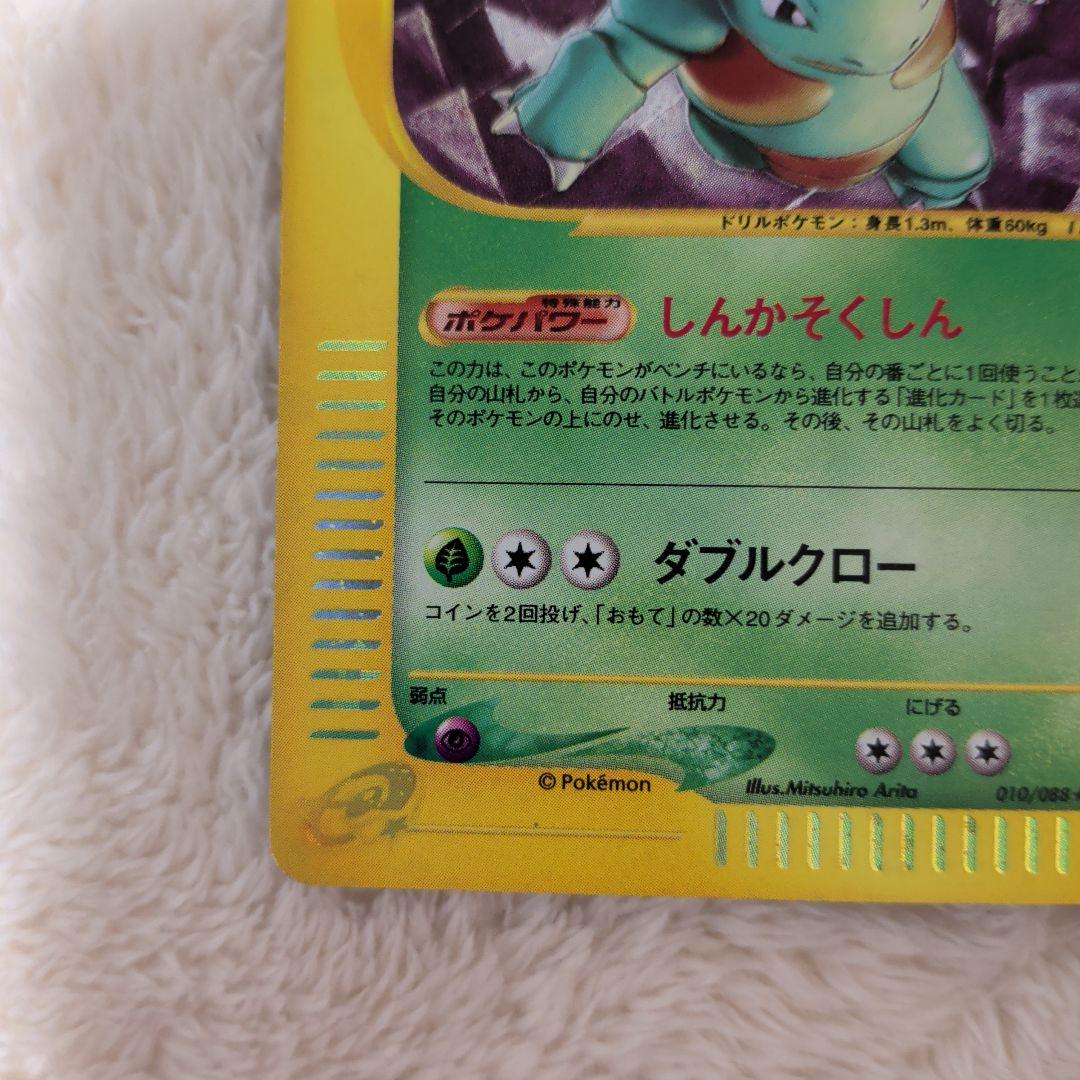 ドリルポケモン：身長1.3m、体重60kg
特殊能力
ポケパワー しんかそくしん
この力は、このポケモンがベンチにいるなら、自分の番ごとに1回使うこと
自分の山札から、自分のバトルポケモンから進化する「進化カード」を1枚
そのポケモンの上にのせ、進化させる。その後、その山札をよく切る。
ダブルクロー
コインを2回投げ、「おもて」の数×20ダメージを追加する。
弱点 抵抗力 にげる
©Pokémon Illus.Mitsuhiro Arita 010/088
e